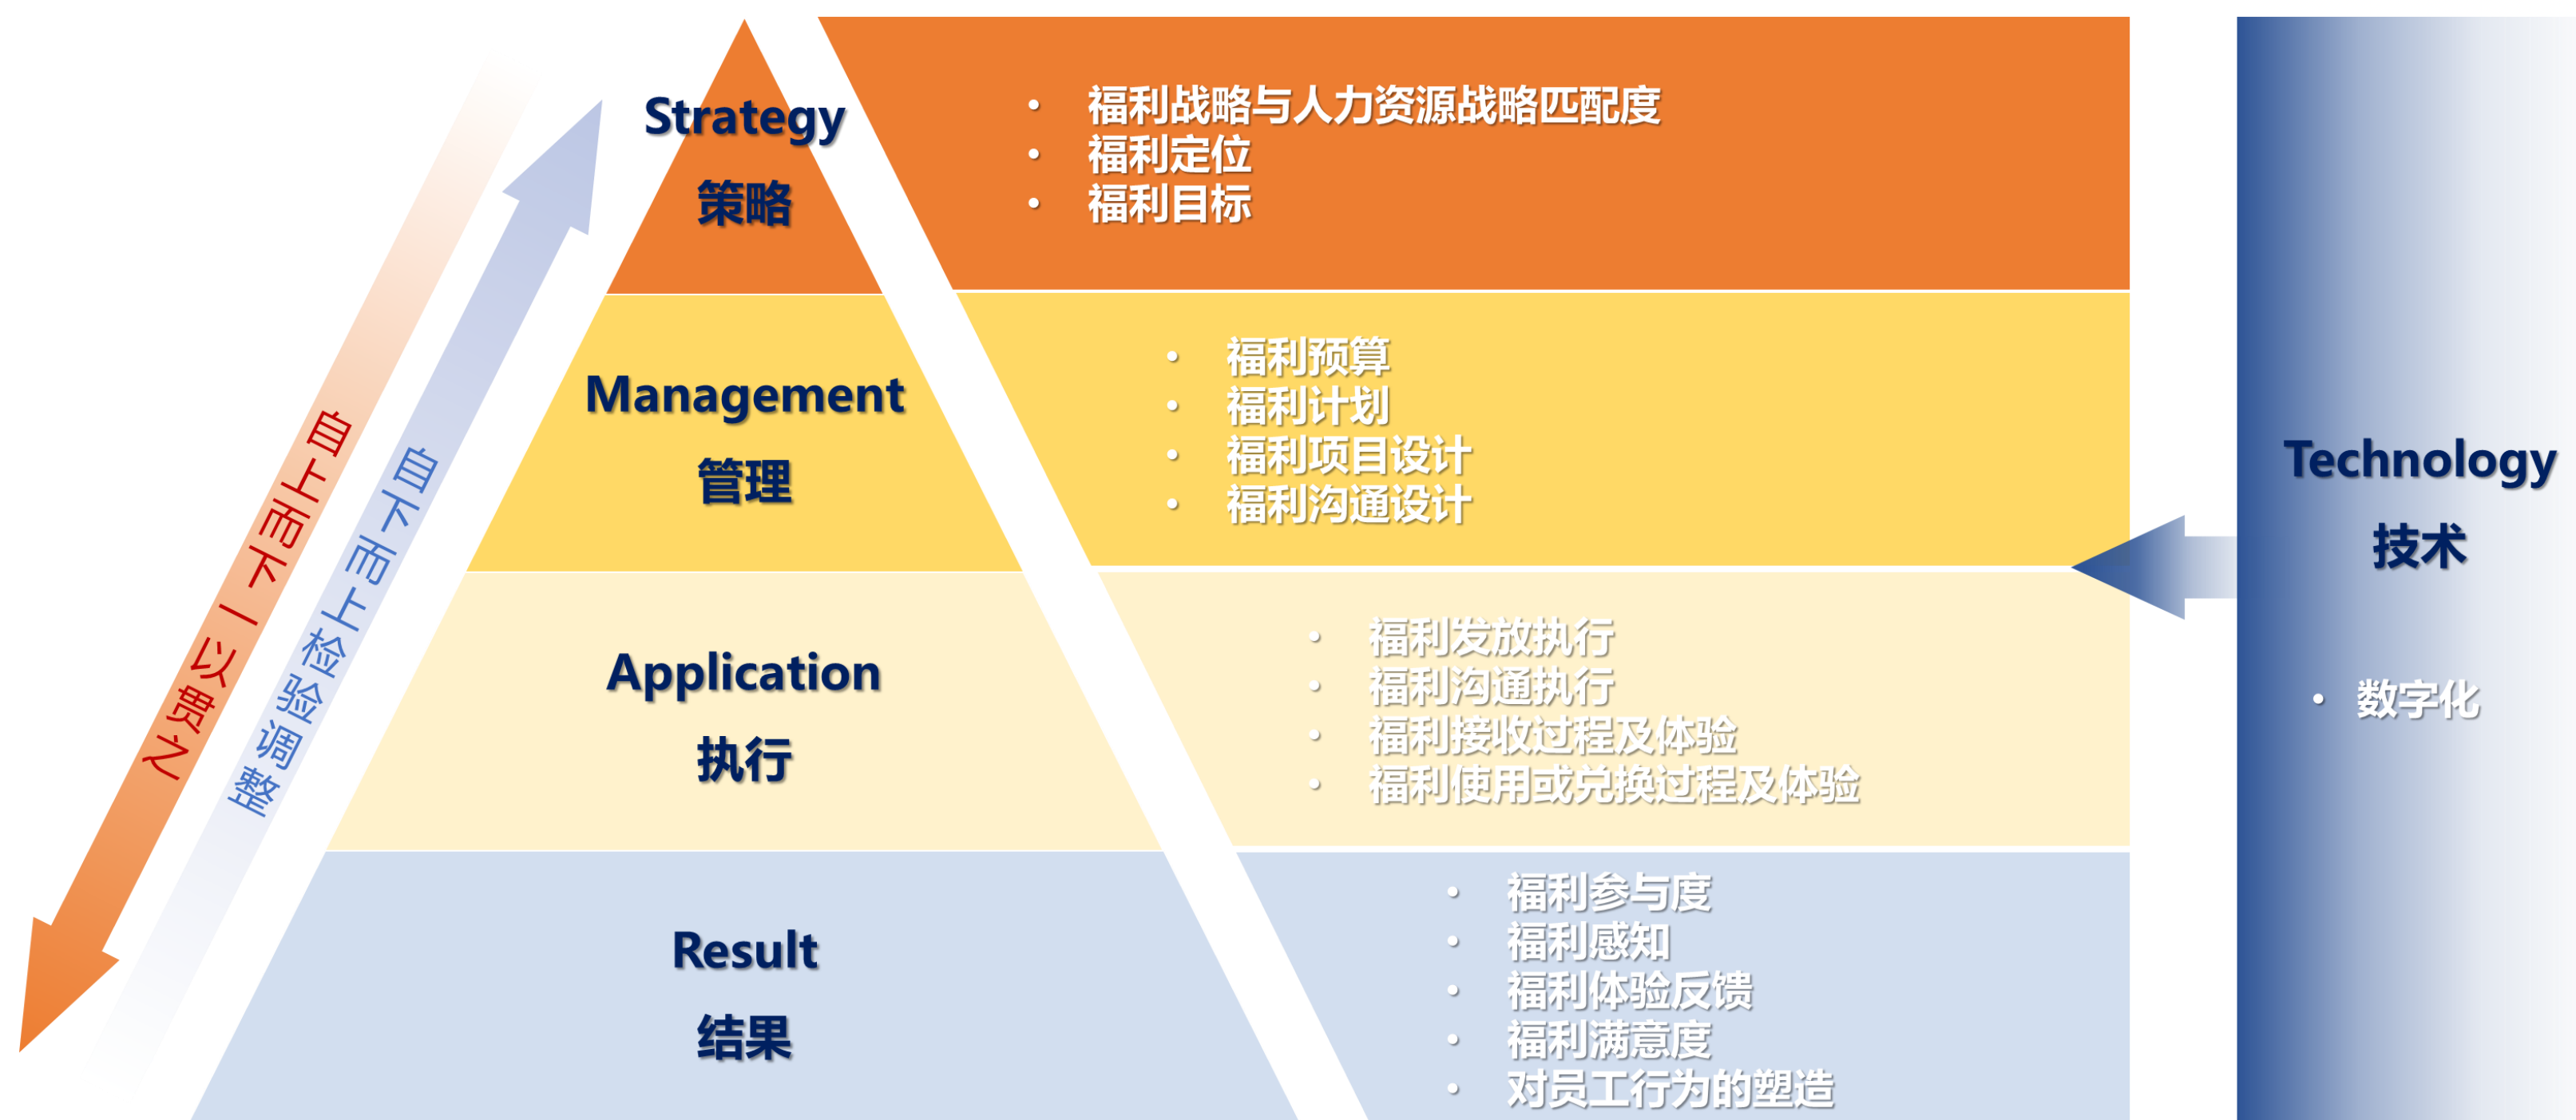 自上而下一以贯之
自下而上检验调整
Strategy
策略
• 福利战略与人力资源战略匹配度
• 福利定位
• 福利目标
Management
管理
• 福利预算
• 福利计划
• 福利项目设计
• 福利沟通设计
Application
执行
• 福利发放执行
• 福利沟通执行
• 福利接收过程及体验
• 福利使用或兑换过程及体验
Result
结果
• 福利参与度
• 福利感知
• 福利体验反馈
• 福利满意度
• 对员工行为的塑造
Technology
技术
• 数字化